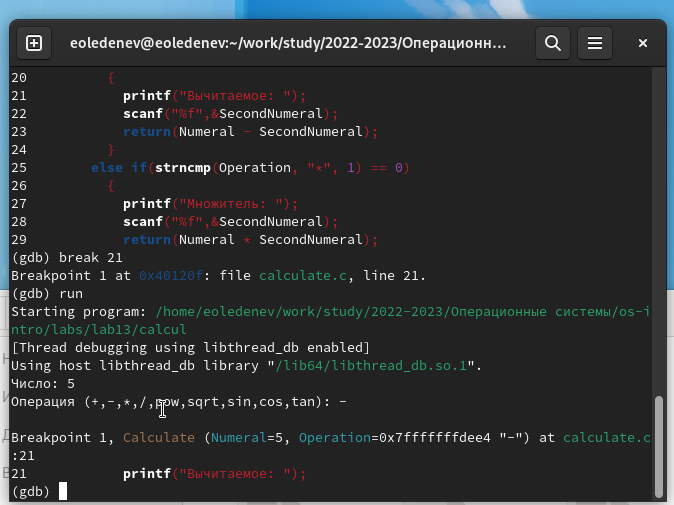 eoledenev@eoledenev:~/work/study/2022-2023/Операционн...
20 {
21 printf("Вычитаемое: ");
22 scanf("%f",&SecondNumeral);
23 return(Numeral - SecondNumeral);
24 }
25 else if(strncmp(Operation, "*", 1) == 0)
26 {
27 printf("Множитель: ");
28 scanf("%f",&SecondNumeral);
29 return(Numeral * SecondNumeral);
(gdb) break 21
Breakpoint 1 at 0x40120f: file calculate.c, line 21.
(gdb) run
Starting program: /home/eoledenev/work/study/2022-2023/Операционные системы/os-i
ntro/labs/lab13/calcul
[Thread debugging using libthread_db enabled]
Using host libthread_db library "/lib64/libthread_db.so.1".
Число: 5
Операция (+,-,*,/,pow,sqrt,sin,cos,tan): -
Breakpoint 1, Calculate (Numeral=5, Operation=0x7fffffffdee4 "-") at calculate.c
:21
21 printf("Вычитаемое: ");
(gdb)